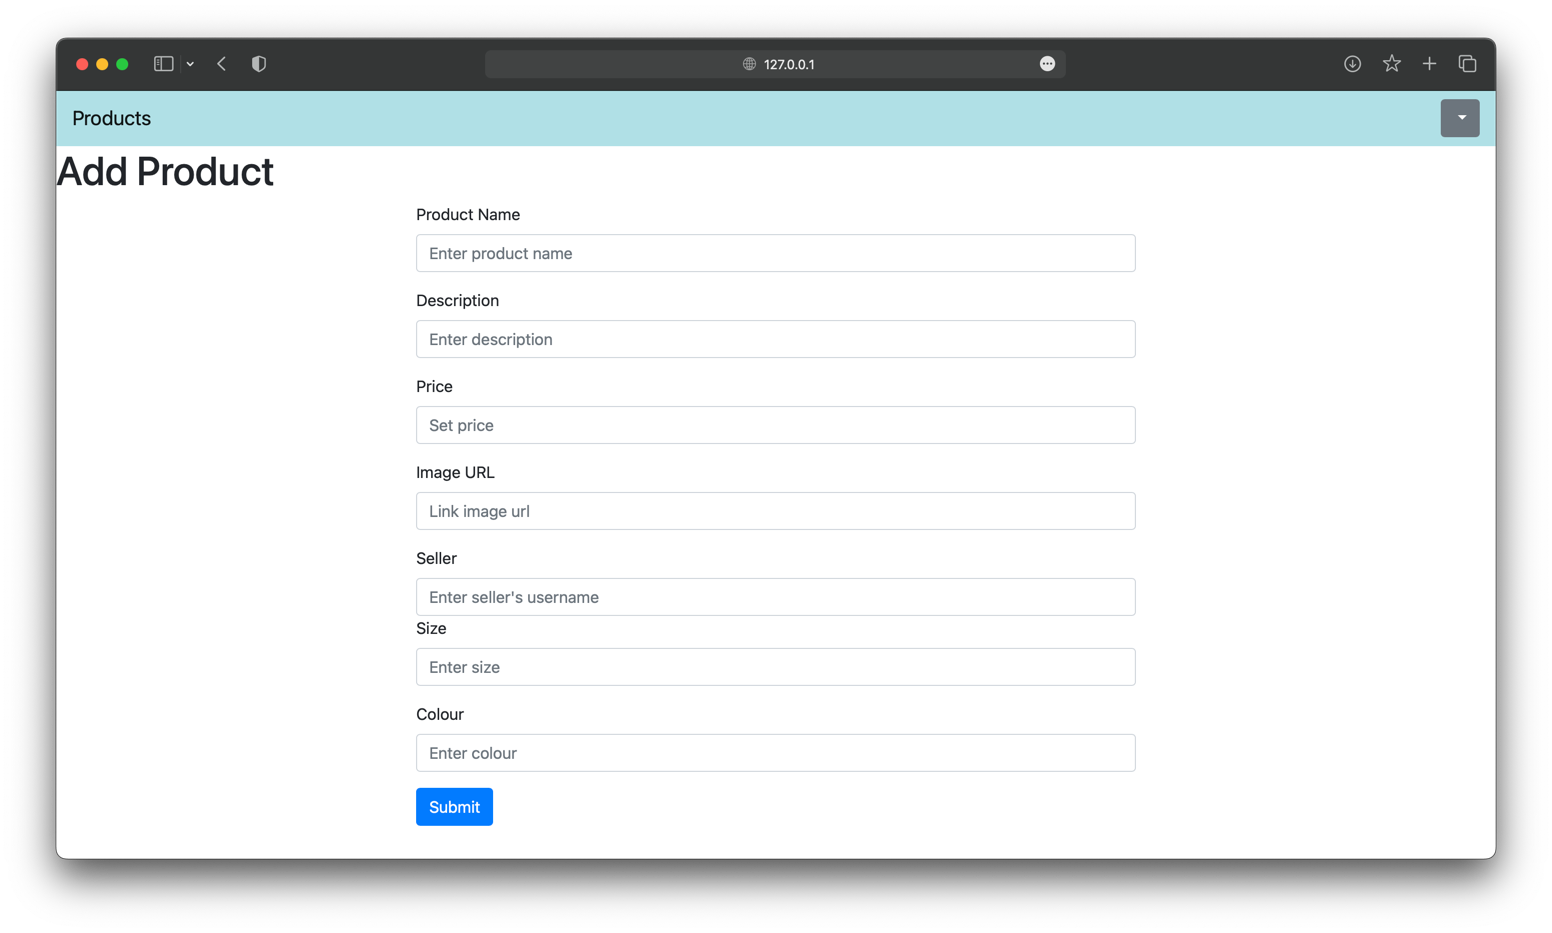 127.0.0.1
Products
Add Product
Product Name
Enter product name
Description
Enter description
Price
Set price
Image URL
Link image url
Seller
Enter seller's username
Size
Enter size
Colour
Enter colour
Submit